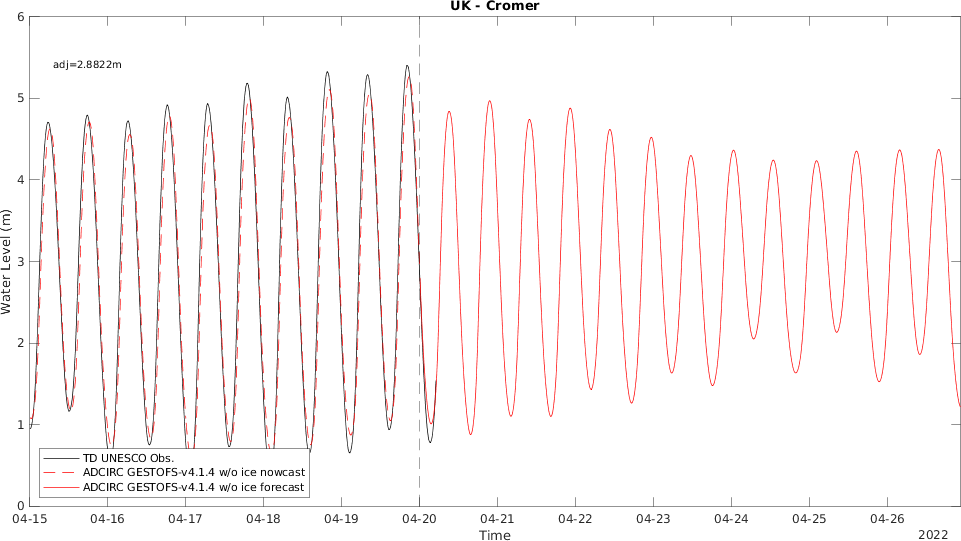 UK - Cromer
adj=2.8822m
6
5
4
3
2
1
0
Water Level (m)
TD UNESCO Obs.
ADCIRC GESTOFS-v4.1.4 w/o ice nowcast
ADCIRC GESTOFS-v4.1.4 w/o ice forecast
04-15 04-16 04-17 04-18 04-19 04-20 04-21 04-22 04-23 04-24 04-25 04-26
Time
2022